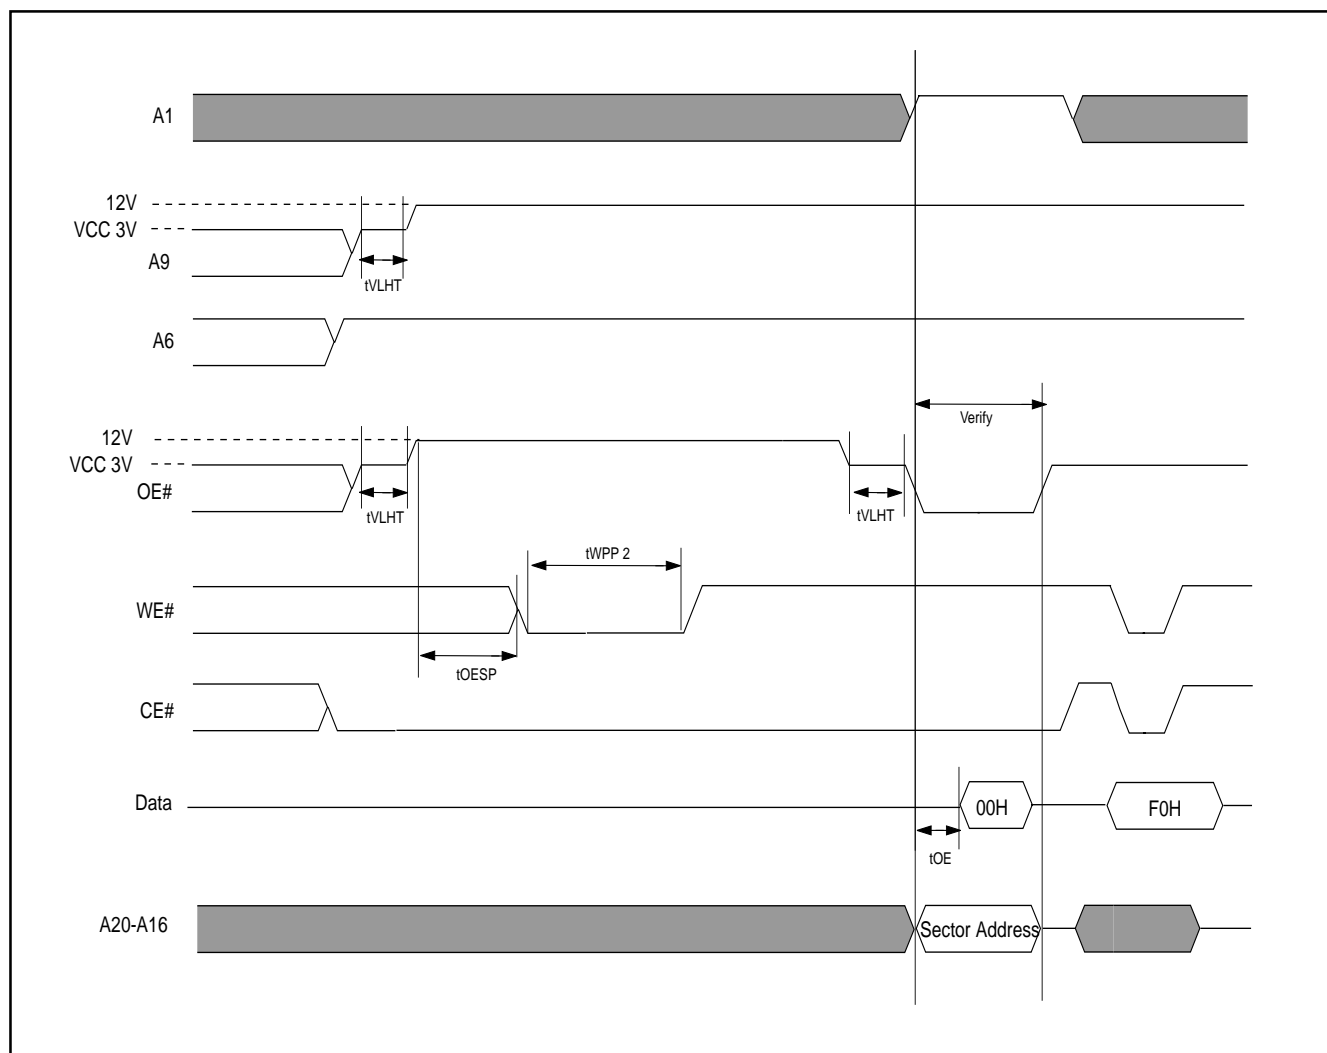 A1
12V
VCC 3V
A9
tVLHT
A6
Verify
12V
VCC 3V
OE#
tVLHT
tVLHT
tWPP 2
WE#
tOESP
CE#
Data
00H
F0H
tOE
A20-A16
Sector Address